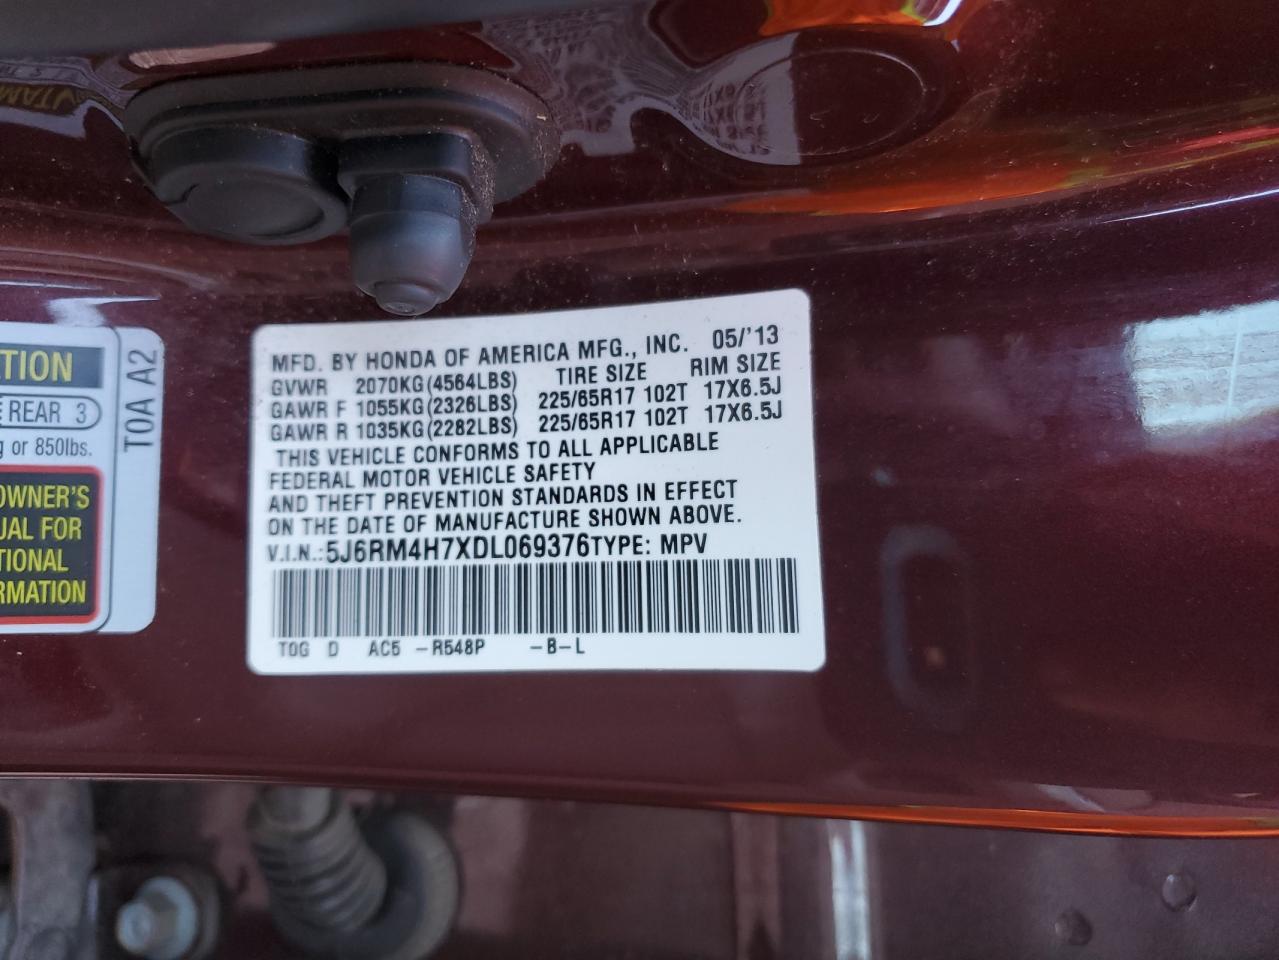 TION
REAR 3
g or 850lbs.
OWNER'S
UAL FOR
TIONAL
RMATION
T0A A2
MFD. BY HONDA OF AMERICA MFG., INC. 05/'13
GVWR 2070KG(4564LBS) TIRE SIZE RIM SIZE
GAWR F 1055KG(2326LBS) 225/65R17 102T 17X6.5J
GAWR R 1035KG(2282LBS) 225/65R17 102T 17X6.5J
THIS VEHICLE CONFORMS TO ALL APPLICABLE
FEDERAL MOTOR VEHICLE SAFETY
AND THEFT PREVENTION STANDARDS IN EFFECT
ON THE DATE OF MANUFACTURE SHOWN ABOVE.
V.I.N.: 5J6RM4H7XDL069376 TYPE: MPV
T0G D AC5 -R548P -B-L